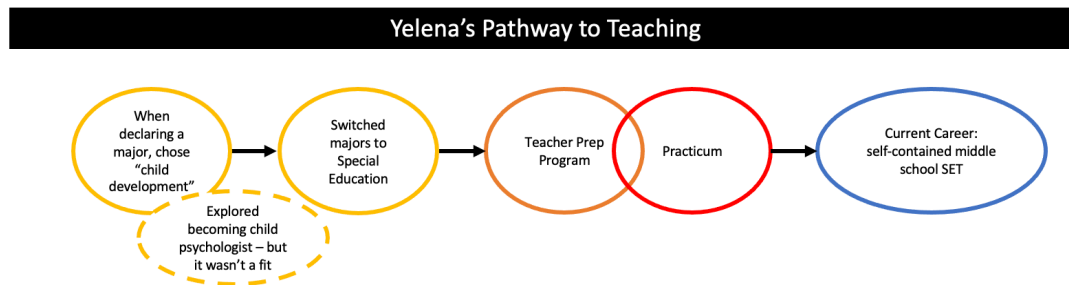 Yelena’s Pathway to Teaching
When
declaring a
major, chose
“child
development”
Explored
becoming child
psychologist – but
it wasn’t a fit
Switched
majors to
Special
Education
Teacher Prep
Program
Practicum
Current Career:
self-contained middle
school SET